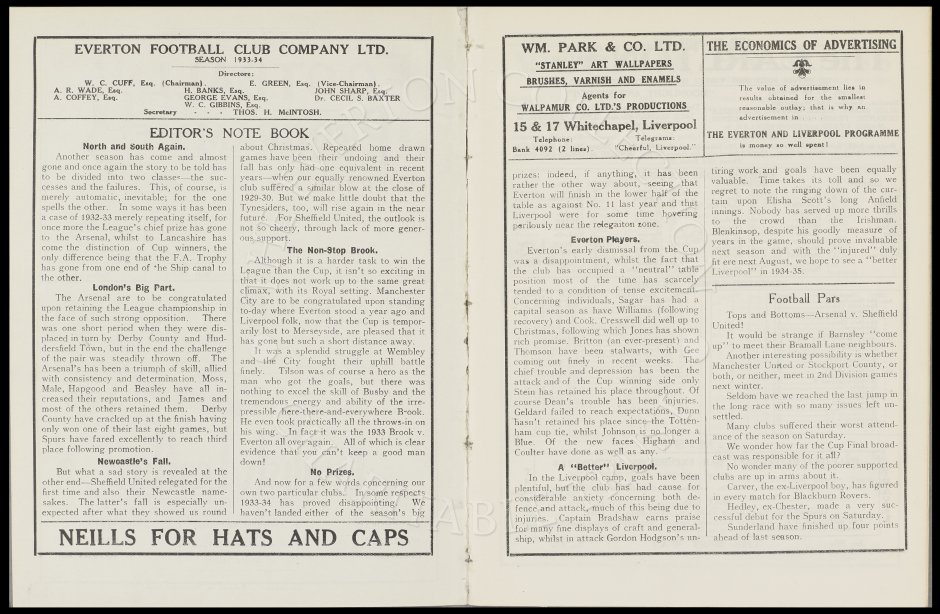 EVERTON FOOTBALL CLUB COMPANY LTD.
SEASON 1933-34
Directors:
W. C. CUFF, Esq. (Chairman). E. GREEN, Esq. (Vice-Chairman)
A. R. WADE, Esq. H. BANKS, Esq. JOHN SHARP, Esq.
A. COFFEY, Esq. GEORGE EVANS, Esq. Dr. CECIL S. BAXTER
W. C. GIBBINS, Esq.
Secretary - - - THOS. H. McINTOSH.
EDITOR'S NOTE BOOK
North and South Again.
Another season has come and almost
gone and once again the story to be told has
to be divided into two classes—the suc-
cesses and the failures. This, of course, is
merely automatic, inevitable; for the one
spells the other. In some ways it has been
a case of 1932-33 merely repeating itself, for
once more the League's chief prize has gone
to the Arsenal, whilst to Lancashire has
come the distinction of Cup winners, the
only difference being that the F.A. Trophy
has gone from one end of the Ship canal to
the other.
London's Big Part.
The Arsenal are to be congratulated
upon retaining the League championship in
the face of such strong opposition. There
was one short period when they were dis-
placed in turn by Derby County and Hud-
dersfield Town, but in the end the challenge
of the pair was steadily thrown off. The
Arsenal's has been a triumph of skill, allied
with consistency and determination. Moss,
Male, Hapgood and Beasley have all in-
creased their reputations, and James and
most of the others retained them. Derby
County have cracked up at the finish having
only won one of their last eight games, but
Spurs have fared excellently to reach third
place following promotion.
Newcastle's Fall.
But what a sad story is revealed at the
other end—Sheffield United relegated for the
first time and also their Newcastle name-
sakes. The latter's fall is especially un-
expected after what they showed us round
about Christmas. Repeated home drawn
games have been their undoing and their
fall has only had one equivalent in recent
years—when our equally renowned Everton
club suffered a similar blow at the close of
1929-30. But we make little doubt that the
Tynesiders, too, will rise again in the near
future. For Sheffield United, the outlook is
not so cheery, through lack of more gener-
ous support.
The Non-Stop Brook.
Although it is a harder task to win the
League than the Cup, it isn't so exciting in
that it does not work up to the same great
climax, with its Royal setting. Manchester
City are to be congratulated upon standing
to-day where Everton stood a year ago and
Liverpool folk, now that the Cup is tempor-
arily lost to Merseyside, are pleased that it
has gone but such a short distance away.
It was a splendid struggle at Wembley
and the City fought their uphill battle
finely. Tilson was of course a hero as the
man who got the goals, but there was
nothing to excel the skill of Busby and the
tremendous energy and ability of the irre-
pressible here-there-and-everywhere Brook.
He even took practically all the throws-in on
his wing. In face it was the 1933 Brook v.
Everton all over again. All of which is clear
evidence that you can't keep a good man
down!
No Prizes.
And now for a few words concerning our
own two particular clubs. In some respects
1933-34 has proved disappointing. We
haven't landed either of the season's big
NEILLS FOR HATS AND CAPS
WM. PARK & CO. LTD.
"STANLEY" ART WALLPAPERS
BRUSHES, VARNISH AND ENAMELS
Agents for
WALPAMUR CO. LTD.'S PRODUCTIONS
15 & 17 Whitechapel, Liverpool
Telephone: Telegrams:
Bank 4092 (2 lines). "Cheerful, Liverpool."
THE ECONOMICS OF ADVERTISING
The value of advertisement lies in
results obtained for the smallest
reasonable outlay; that is why an
advertisement in . . . . .
THE EVERTON AND LIVERPOOL PROGRAMME
is money so well spent!
prizes: indeed, if anything, it has been
rather the other way about, seeing that
Everton will finish in the lower half of the
table as against No. 11 last year and that
Liverpool were for some time hovering
perilously near the relegaiton zone.
Everton Players.
Everton's early dismissal from the Cup
was a disappointment, whilst the fact that
the club has occupied a "neutral" table
position most of the time has scarcely
tended to a condition of tense excitement.
Concerning individuals, Sagar has had a
capital season as have Williams (following
recovery) and Cook. Cresswell did well up to
Christmas, following which Jones has shown
rich promise. Britton (an ever-present) and
Thomson have been stalwarts, with Gee
coming out finely in recent weeks. The
chief trouble and depression has been the
attack and of the Cup winning side only
Stein has retained his place throughout. Of
course Dean's trouble has been injuries.
Geldard failed to reach expectations, Dunn
hasn't retained his place since the Totten-
ham cup tie, whilst Johnson is no longer a
Blue. Of the new faces Higham and
Coulter have done as well as any.
A "Better" Liverpool.
In the Liverpool camp, goals have been
plentiful, but the club has had cause for
considerable anxiety concerning both de-
fence and attack, much of this being due to
injuries. Captain Bradshaw earns praise
for many fine displays of craft and general-
ship, whilst in attack Gordon Hodgson's un-
tiring work and goals have been equally
valuable. Time takes its toll and so we
regret to note the ringing down of the cur-
tain upon Elisha Scott's long Anfield
innings. Nobody has served up more thrills
to the crowd than the Irishman.
Blenkinsop, despite his goodly measure of
years in the game, should prove invaluable
next season and with the "injured" duly
fit ere next August, we hope to see a "better
Liverpool" in 1934-35.
Football Pars
Tops and Bottoms—Arsenal v. Sheffield
United!
It would be strange if Barnsley "come
up" to meet their Bramall Lane neighbours.
Another interesting possibility is whether
Manchester United or Stockport County, or
both, or neither, meet in 2nd Division games
next winter.
Seldom have we reached the last jump in
the long race with so many issues left un-
settled.
Many clubs suffered their worst attend-
ance of the season on Saturday.
We wonder how far the Cup Final broad-
cast was responsible for it all?
No wonder many of the poorer supported
clubs are up in arms about it.
Carver, the ex-Liverpool boy, has figured
in every match for Blackburn Rovers.
Hedley, ex-Chester, made a very suc-
cessful debut for the Spurs on Saturday.
Sunderland have finished up four points
ahead of last season.